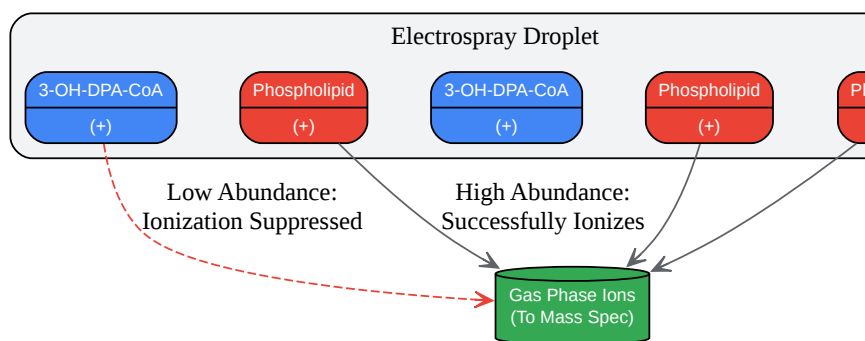 Electrospray Droplet
3-OH-DPA-CoA
(+)
Phospholipid
(+)
3-OH-DPA-CoA
(+)
Phospholipid
(+)
(+)
Low Abundance:
Ionization Suppressed
High Abundance:
Successfully Ionizes
Gas Phase Ions
(To Mass Spec)